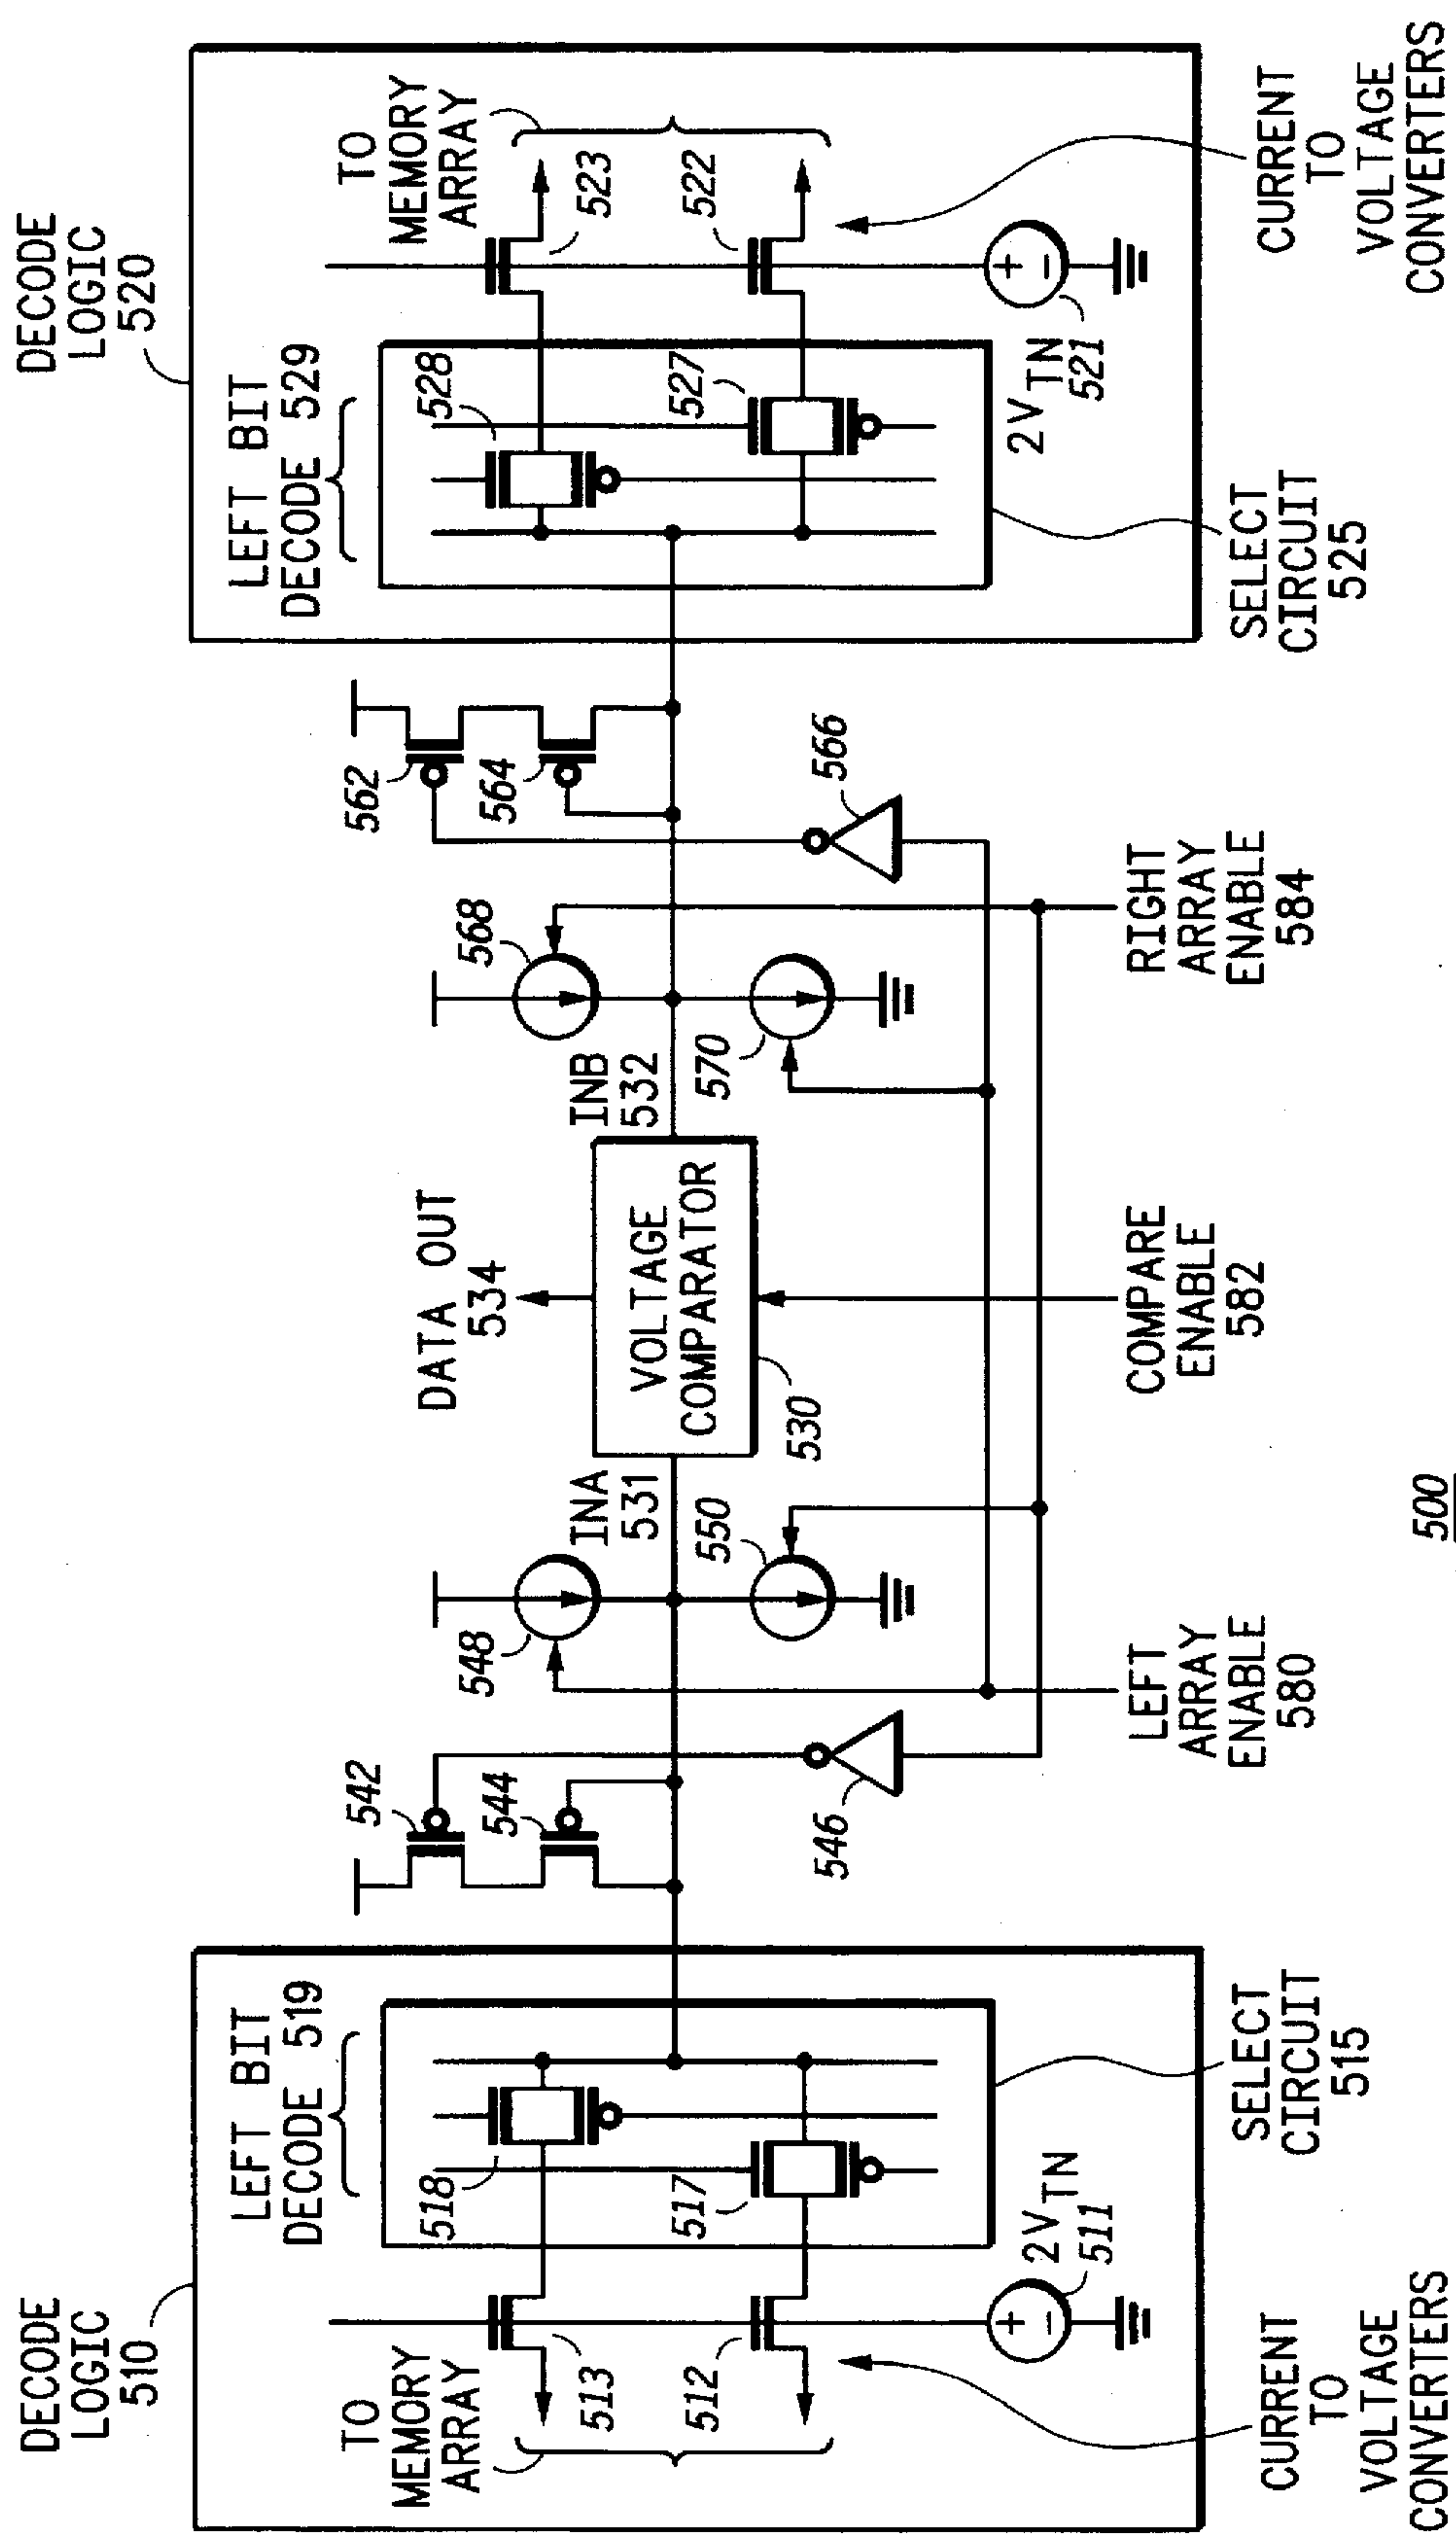 DECODE
LOGIC
510
LEFT BIT
DECODE 519
TO
MEMORY
ARRAY
513
512
518
517
2VTN
511
SELECT
CIRCUIT
515
CURRENT
TO
VOLTAGE
CONVERTERS
542
544
546
548
550
INA
531
LEFT
ARRAY
ENABLE
580
DATA OUT
534
VOLTAGE
COMPARATOR
530
COMPARE
ENABLE
582
INB
532
568
570
562
564
566
RIGHT
ARRAY
ENABLE
584
DECODE
LOGIC
520
LEFT BIT
DECODE 529
528
527
TO
MEMORY
ARRAY
523
522
2VTN
521
SELECT
CIRCUIT
525
CURRENT
TO
VOLTAGE
CONVERTERS
500